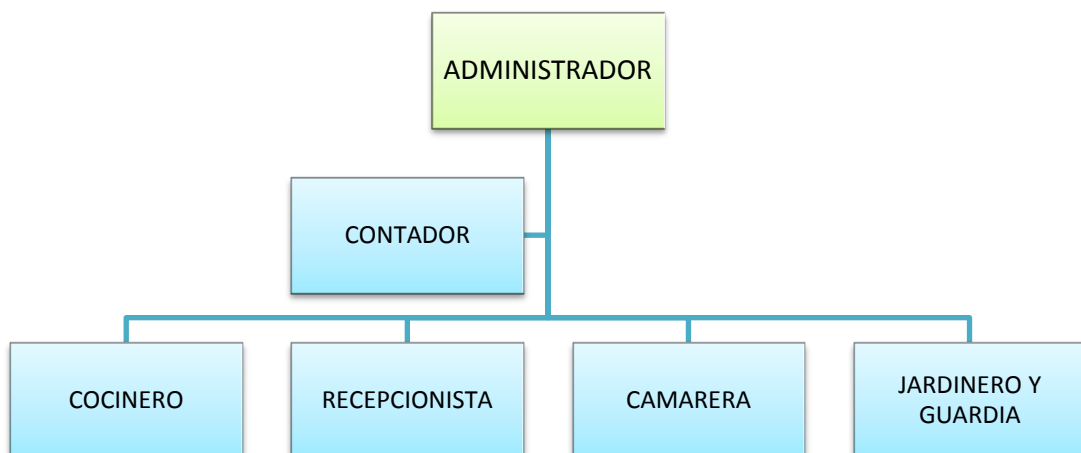 ADMINISTRADOR
CONTADOR
COCINERO
RECEPCIONISTA
CAMARERA
JARDINERO Y
GUARDIA